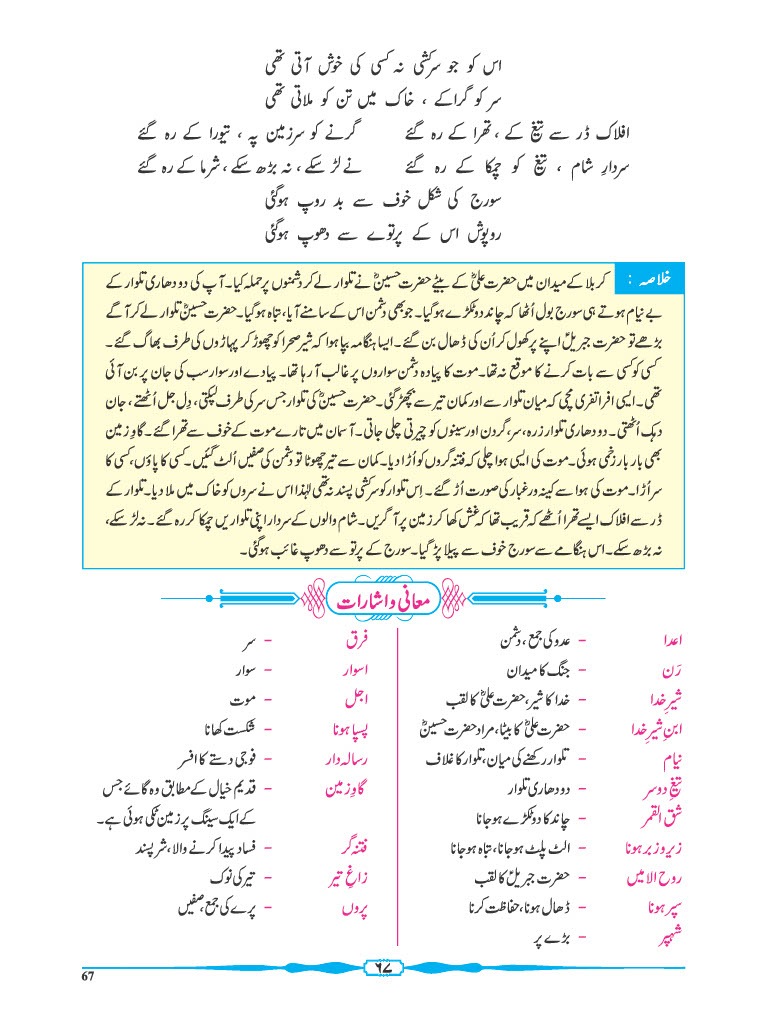 اس کو جو سرکشی نہ کسی کی خوش آتی تھی
سر کو گرا کے ، خاک میں تن کو ملاتی تھی
افلاک ڈر سے تیغ کے ، تھرا کے رہ گئے گرنے کو سرزمین پہ ، تیورا کے رہ گئے
سردارِ شام ، تیغ کو چمکا کے رہ گئے نے لڑ سکے ، نہ بڑھ سکے ، شرما کے رہ گئے
سورج کی شکل خوف سے بد روپ ہوگئی
روپوش اس کے پرتوے سے دھوپ ہوگئی
خلاصہ : کربلا کے میدان میں حضرت علیؓ کے بیٹے حضرت حسینؓ نے تلوار لے کر دشمنوں پر حملہ کیا۔ آپ کی دو دھاری تلوار کے
بے نیام ہوتے ہی سورج بول اُٹھا کہ چاند دو ٹکڑے ہوگیا۔ جو بھی دشمن اس کے سامنے آیا، تباہ ہوگیا۔ حضرت حسینؓ تلوار لے کر آگے
بڑھے تو حضرت جبریلؑ اپنے پر کھول کر اُن کی ڈھال بن گئے۔ ایسا ہنگامہ بپا ہوا کہ شیر صحرا کو چھوڑ کر پہاڑوں کی طرف بھاگ گئے۔
کسی کو کسی سے بات کرنے کا موقع نہ تھا۔ موت کا پیادہ دشمن سواروں پر غالب آرہا تھا۔ پیادے اور سوار سب کی جان پر بن آئی
تھی۔ ایسی افراتفری مچی کہ میان تلوار سے اور کمان تیر سے بچھڑ گئی۔ حضرت حسینؓ کی تلوار جس سر کی طرف لپکتی، دِل جل اُٹھتے، جان
دہک اُٹھتی۔ دو دھاری تلوار زرہ، سر، گردن اور سینوں کو چیرتی چلی جاتی۔ آسمان میں تارے موت کے خوف سے تھرا گئے۔ گاوِ زمین
بھی بار بار زخمی ہوئی۔ موت کی ایسی ہوا چلی کہ فتنہ گروں کو اُڑا دیا۔ کمان سے تیر چھوٹا تو دشمن کی صفیں اُلٹ گئیں۔ کسی کا پاؤں، کسی کا
سر اُڑا۔ موت کی ہوا سے کینہ ور غبار کی صورت اُڑ گئے۔ اِس تلوار کو سرکشی پسند نہ تھی لہٰذا اس نے سروں کو خاک میں ملا دیا۔ تلوار کے
ڈر سے افلاک ایسے تھرا اُٹھے کہ قریب تھا کہ غش کھا کر زمین پر آ گریں۔ شام والوں کے سردار اپنی تلواریں چمکا کر رہ گئے۔ نہ لڑ سکے،
نہ بڑھ سکے۔ اس ہنگامے سے سورج خوف سے پیلا پڑ گیا۔ سورج کے پرتو سے دھوپ غائب ہوگئی۔
معانی و اشارات
اعدا – عدو کی جمع، دشمن
رَن – جنگ کا میدان
شیرِ خدا – خدا کا شیر، حضرت علیؓ کا لقب
ابنِ شیرِ خدا – حضرت علیؓ کا بیٹا، مراد حضرت حسینؓ
نیام – تلوار رکھنے کی میان، تلوار کا غلاف
تیغِ دوسر – دو دھاری تلوار
شق القمر – چاند کا دو ٹکڑے ہوجانا
زیر و زبر ہونا – الٹ پلٹ ہوجانا، تباہ ہوجانا
روح الامیں – حضرت جبریلؑ کا لقب
سپر ہونا – ڈھال ہونا، حفاظت کرنا
شہپر – بڑے پر
فرق – سر
اسوار – سوار
اجل – موت
پسپا ہونا – شکست کھانا
رسالہ دار – فوجی دستے کا افسر
گاوِ زمین – قدیم خیال کے مطابق وہ گائے جس
کے ایک سینگ پر زمین ٹکی ہوئی ہے۔
فتنہ گر – فساد پیدا کرنے والا، شر پسند
زاغِ تیر – تیر کی نوک
پروں – پرے کی جمع، صفیں
۶۷
67